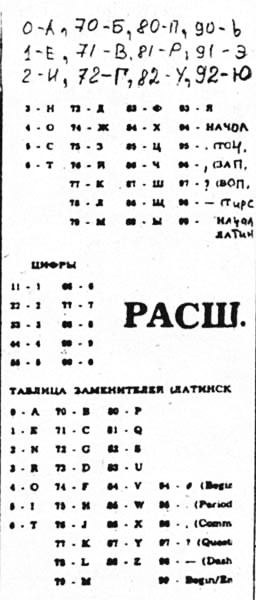 0-А, 70-Б, 80-П, 90-Ь
1-Е, 71-В, 81-Р, 91-Э
2-И, 72-Г, 82-У, 92-Ю
3 - Н 73 - Д 83 - Ф 93 - Я
4 - О 74 - Ж 84 - Х 94 -
5 - С 75 - З 85 - Ц 95 - . (ТОЧ.
6 - Т 76 - Й 86 - Ч 96 - , (ЗАП.
77 - К 87 - Ш 97 - ? (ВОП.
78 - Л 88 - Щ 98 - —
79 - М 89 - Ы 99 - НАЧАЛ
ЛАТИН
ЦИФРЫ
11 - 1 66 - 6
22 - 2 77 - 7
33 - 3 88 - 8
44 - 4 99 - 9
55 - 5 00 - 0
РАСШ.
ТАБЛИЦА ЗАМЕНИТЕЛЕЙ (ЛАТИНСК
0 - A 70 - B 80 - P
1 - E 71 - C 81 - Q
2 - N 72 - G 82 - S
3 - R 73 - D 83 - U
4 - O 74 - F 84 - V 94 - # (Begin
5 - I 75 - H 85 - W 95 - . (Period
6 - T 76 - J 86 - X 96 - , (Comm
77 - K 87 - Y 97 - ? (Quest
78 - L 88 - Z 98 - — (Dash
79 - M 99 - Begin/En